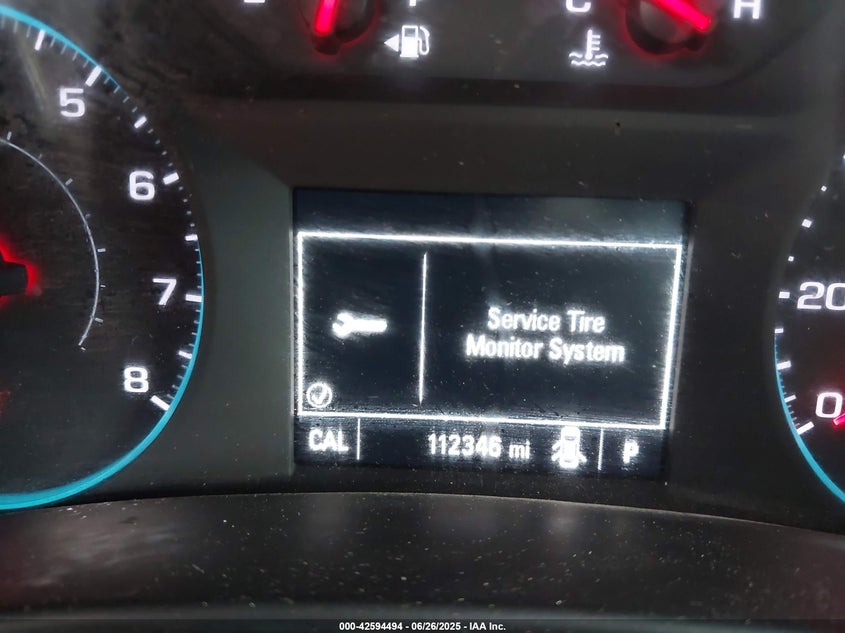 C H
5
6
7
8
Service Tire
Monitor System
CAL 112346 mi P
20
0
000-42594494 - 06/26/2025 - IAA Inc.